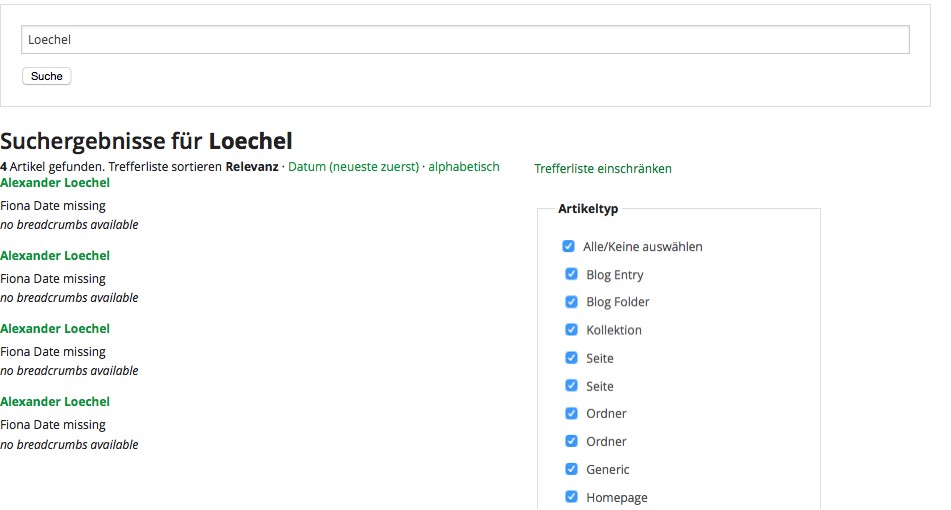 Loechel
Suche
Suchergebnisse für Loechel
4 Artikel gefunden. Trefferliste sortieren Relevanz · Datum (neueste zuerst) · alphabetisch
Alexander Loechel
Fiona Date missing
no breadcrumbs available
Alexander Loechel
Fiona Date missing
no breadcrumbs available
Alexander Loechel
Fiona Date missing
no breadcrumbs available
Alexander Loechel
Fiona Date missing
no breadcrumbs available
Trefferliste einschränken
Artikeltyp
Alle/Keine auswählen
Blog Entry
Blog Folder
Kollektion
Seite
Seite
Ordner
Ordner
Generic
Homepage